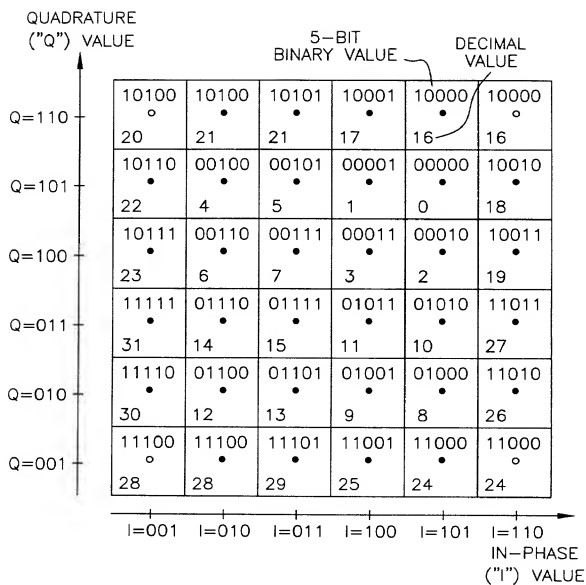 QUADRATURE
("Q") VALUE
5-BIT
BINARY VALUE
DECIMAL
VALUE
10100 10100 10101 10001 10000 10000
Q=110
20 21 21 17 16 16
10110 00100 00101 00001 00000 10010
Q=101
22 4 5 1 0 18
10111 00110 00111 00011 00010 10011
Q=100
23 6 7 3 2 19
11111 01110 01111 01011 01010 11011
Q=011
31 14 15 11 10 27
11110 01100 01101 01001 01000 11010
Q=010
30 12 13 9 8 26
11100 11100 11101 11001 11000 11000
Q=001
28 28 29 25 24 24
I=001 I=010 I=011 I=100 I=101 I=110
IN-PHASE
("I") VALUE